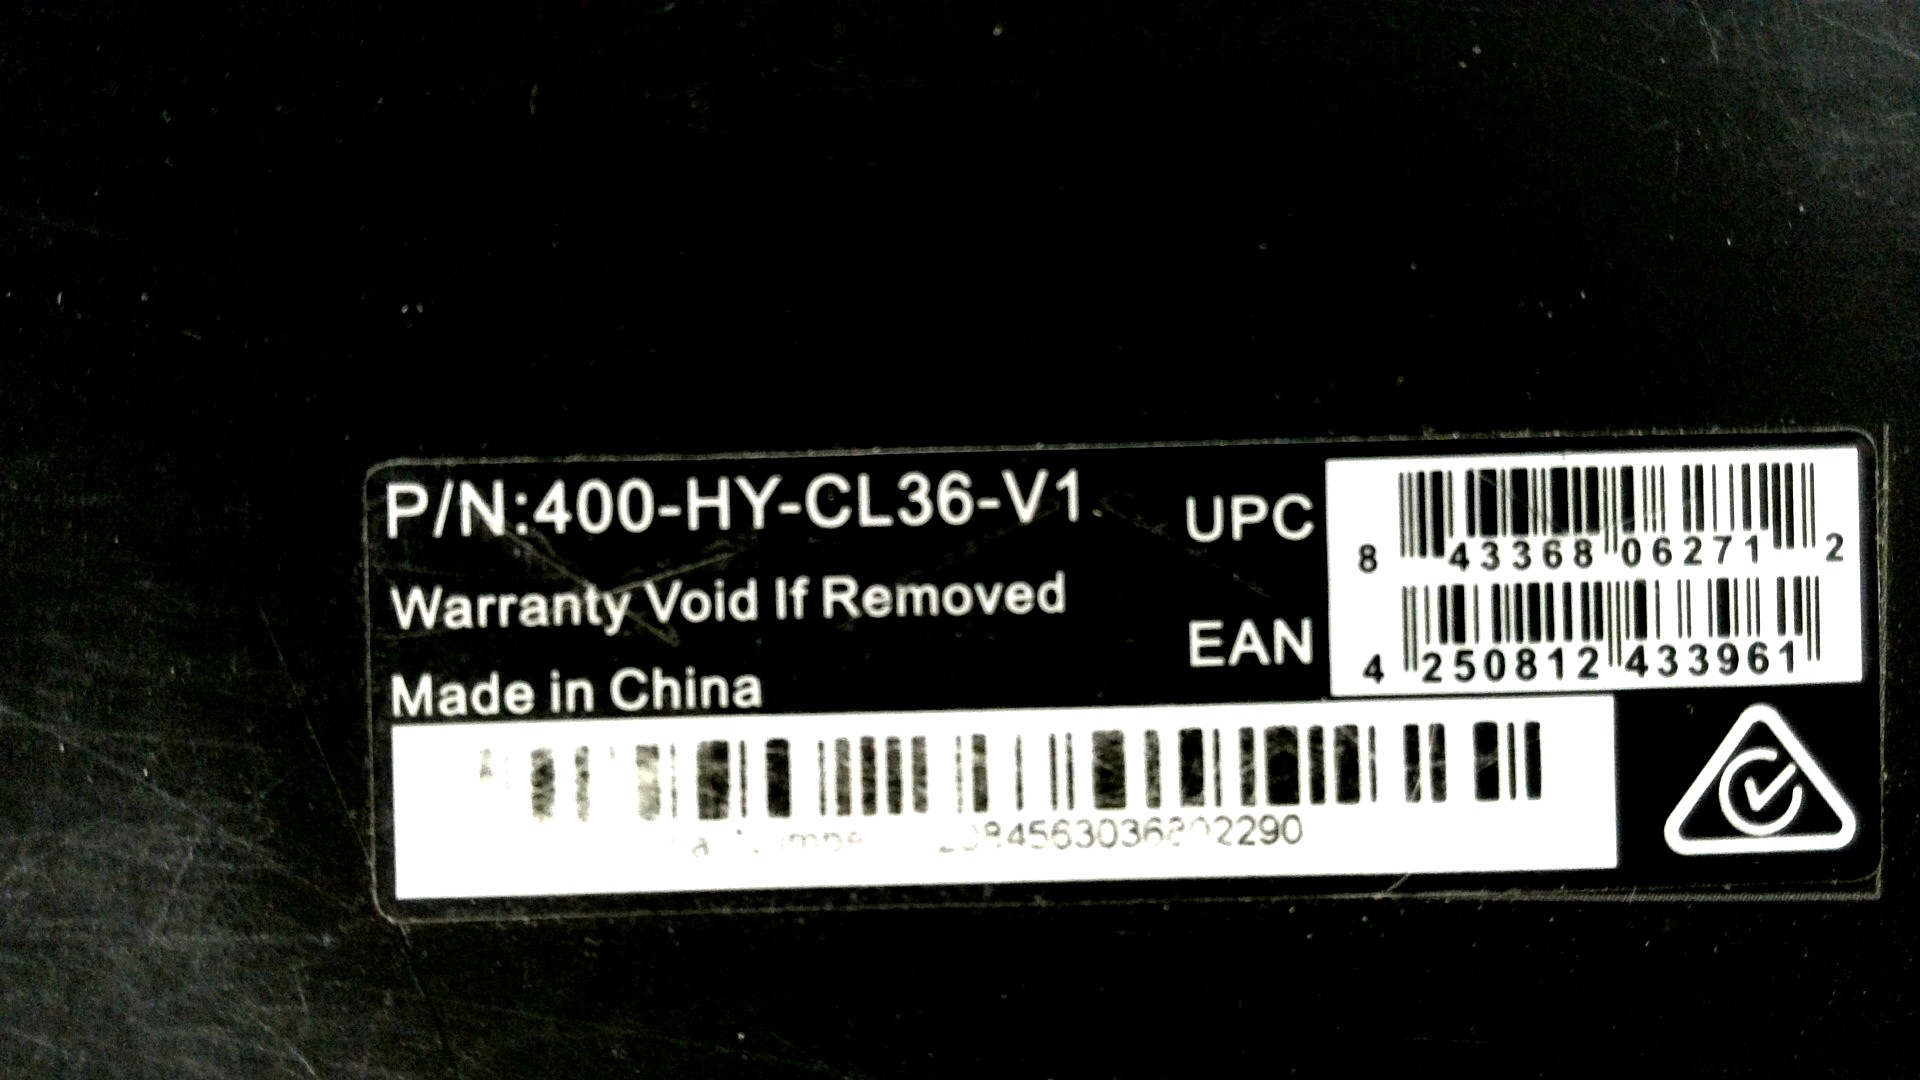 P/N:400-HY-CL36-V1
Warranty Void If Removed
Made in China
UPC
8 43368 06271 2
EAN
4 250812 433961